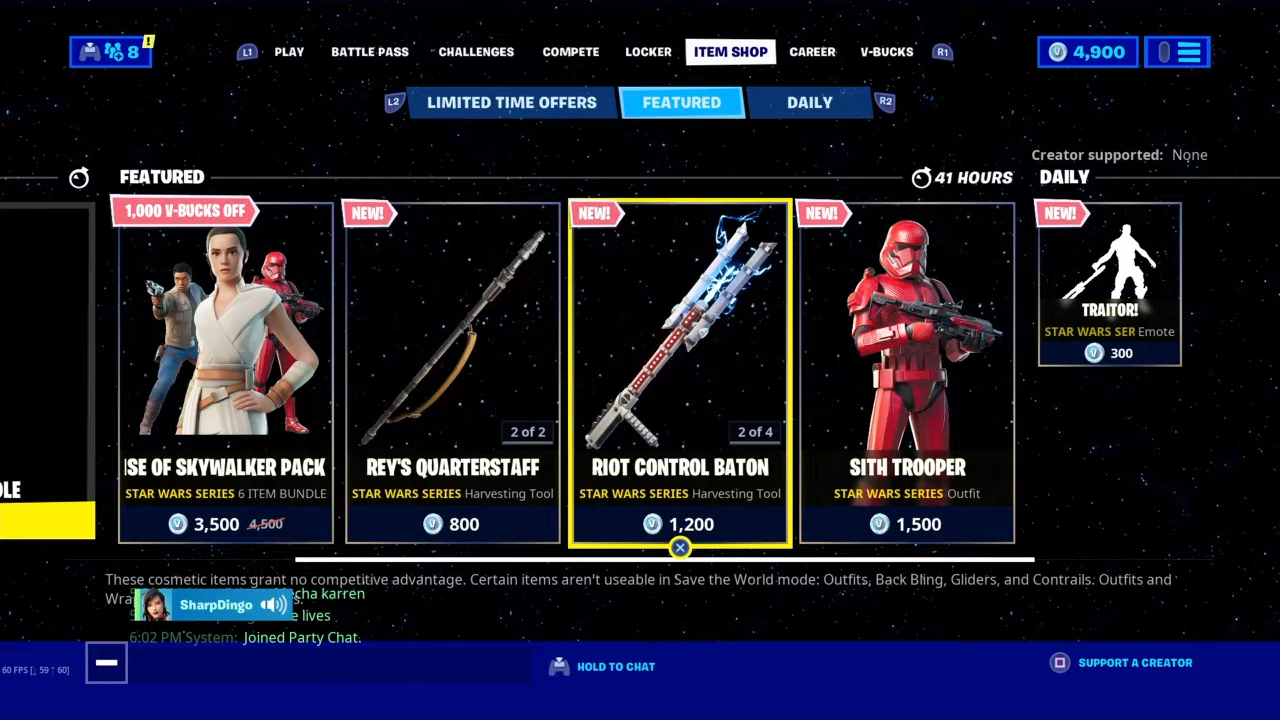 8
!
L1 PLAY BATTLE PASS CHALLENGES COMPETE LOCKER ITEM SHOP CAREER V-BUCKS R1
4,900
L2 LIMITED TIME OFFERS FEATURED DAILY R2
Creator supported: None
FEATURED
41 HOURS
DAILY
1,000 V-BUCKS OFF
ISE OF SKYWALKER PACK
STAR WARS SERIES 6 ITEM BUNDLE
3,500 4,500
NEW!
2 of 2
REY'S QUARTERSTAFF
STAR WARS SERIES Harvesting Tool
800
NEW!
2 of 4
RIOT CONTROL BATON
STAR WARS SERIES Harvesting Tool
1,200
NEW!
SITH TROOPER
STAR WARS SERIES Outfit
1,500
NEW!
TRAITOR!
STAR WARS SER Emote
300
These cosmetic items grant no competitive advantage. Certain items aren't useable in Save the World mode: Outfits, Back Bling, Gliders, and Contrails. Outfits and
cha karren
SharpDingo
lives
6:02 PM System: Joined Party Chat.
60 FPS [↓ 59 ↑ 60]
HOLD TO CHAT
SUPPORT A CREATOR